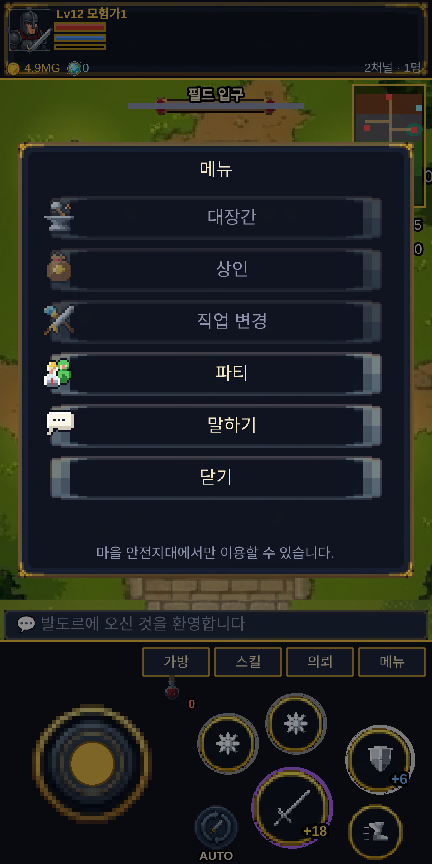 Lv12 모험가1
4.9MG 0
2채널 · 1명
필드 입구
0
5
0
메뉴
대장간
상인
직업 변경
파티
말하기
닫기
마을 안전지대에서만 이용할 수 있습니다.
발도르에 오신 것을 환영합니다
가방
스킬
의뢰
메뉴
0
+6
+18
AUTO